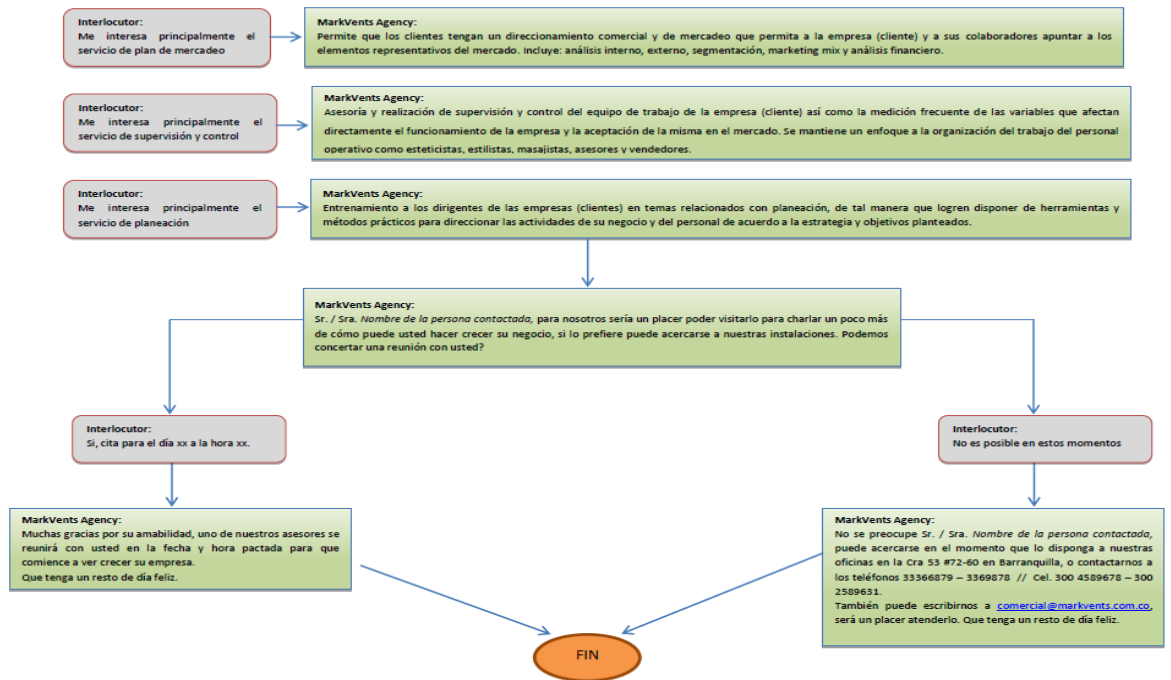 Interlocutor:
Me interesa principalmente el
servicio de plan de mercadeo
MarkVents Agency:
Permite que los clientes tengan un direccionamiento comercial y de mercadeo que permita a la empresa (cliente) y a sus colaboradores apuntar a los
elementos representativos del mercado. Incluye: análisis interno, externo, segmentación, marketing mix y análisis financiero.
Interlocutor:
Me interesa principalmente el
servicio de supervisión y control
MarkVents Agency:
Asesoría y realización de supervisión y control del equipo de trabajo de la empresa (cliente) así como la medición frecuente de las variables que afectan
directamente el funcionamiento de la empresa y la aceptación de la misma en el mercado. Se mantiene un enfoque a la organización del trabajo del personal
operativo como esteticistas, estilistas, masajistas, asesores y vendedores.
Interlocutor:
Me interesa principalmente el
servicio de planeación
MarkVents Agency:
Entrenamiento a los dirigentes de las empresas (clientes) en temas relacionados con planeación, de tal manera que logren disponer de herramientas y
métodos prácticos para direccionar las actividades de su negocio y del personal de acuerdo a la estrategia y objetivos planteados.
MarkVents Agency:
Sr. / Sra. Nombre de la persona contactada, para nosotros sería un placer poder visitarlo para charlar un poco más
de cómo puede usted hacer crecer su negocio, si lo prefiere puede acercarse a nuestras instalaciones. Podemos
concertar una reunión con usted?
Interlocutor:
Si, cita para el día xx a la hora xx.
Interlocutor:
No es posible en estos momentos
MarkVents Agency:
Muchas gracias por su amabilidad, uno de nuestros asesores se
reunirá con usted en la fecha y hora pactada para que
comience a ver crecer su empresa.
Que tenga un resto de día feliz.
MarkVents Agency:
No se preocupe Sr. / Sra. Nombre de la persona contactada,
puede acercarse en el momento que lo disponga a nuestras
oficinas en la Cra 53 #72-60 en Barranquilla, o contactarnos a
los teléfonos 33366879 – 3369878 // Cel. 300 4589678 – 300
2589631.
También puede escribirnos a comercial@markvents.com.co,
será un placer atenderlo. Que tenga un resto de día feliz.
FIN